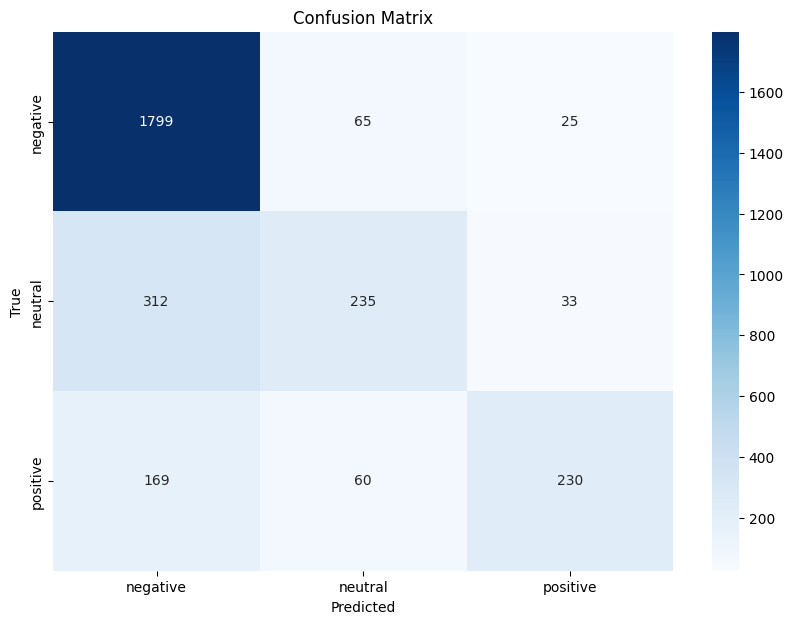 Confusion Matrix
negative
1799
65
25
True
neutral
312
235
33
positive
169
60
230
negative
neutral
positive
Predicted
1600
1400
1200
1000
800
600
400
200